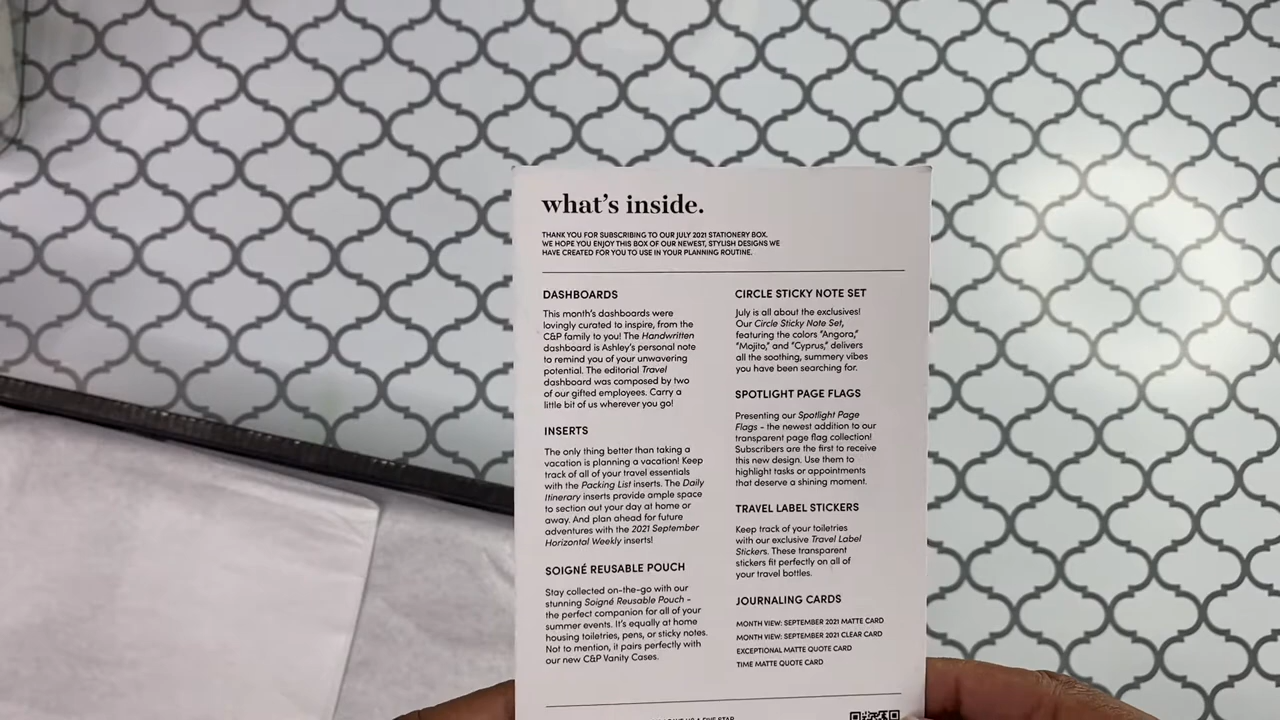 what's inside.
THANK YOU FOR SUBSCRIBING TO OUR JULY 2021 STATIONERY BOX.
WE HOPE YOU ENJOY THIS BOX OF OUR NEWEST, STYLISH DESIGNS WE
HAVE CREATED FOR YOU TO USE IN YOUR PLANNING ROUTINE.
DASHBOARDS
This month's dashboards were
lovingly curated to inspire, from the
C&P family to you! The Handwritten
dashboard is Ashley's personal note
to remind you of your unwavering
potential. The editorial Travel
dashboard was composed by two
of our gifted employees. Carry a
little bit of us wherever you go!
INSERTS
The only thing better than taking a
vacation is planning a vacation! Keep
track of all of your travel essentials
with the Packing List inserts. The Daily
Itinerary inserts provide ample space
to section out your day at home or
away. And plan ahead for future
adventures with the 2021 September
Horizontal Weekly inserts!
SOIGNÉ REUSABLE POUCH
Stay collected on-the-go with our
stunning Soigné Reusable Pouch -
the perfect companion for all of your
summer events. It's equally at home
housing toiletries, pens, or sticky notes.
Not to mention, it pairs perfectly with
our new C&P Vanity Cases.
CIRCLE STICKY NOTE SET
July is all about the exclusives!
Our Circle Sticky Note Set,
featuring the colors "Angora,"
"Mojito," and "Cyprus," delivers
all the soothing, summery vibes
you have been searching for.
SPOTLIGHT PAGE FLAGS
Presenting our Spotlight Page
Flags - the newest addition to our
transparent page flag collection!
Subscribers are the first to receive
this new design. Use them to
highlight tasks or appointments
that deserve a shining moment.
TRAVEL LABEL STICKERS
Keep track of your toiletries
with our exclusive Travel Label
Stickers. These transparent
stickers fit perfectly on all of
your travel bottles.
JOURNALING CARDS
MONTH VIEW: SEPTEMBER 2021 MATTE CARD
MONTH VIEW: SEPTEMBER 2021 CLEAR CARD
EXCEPTIONAL MATTE QUOTE CARD
TIME MATTE QUOTE CARD